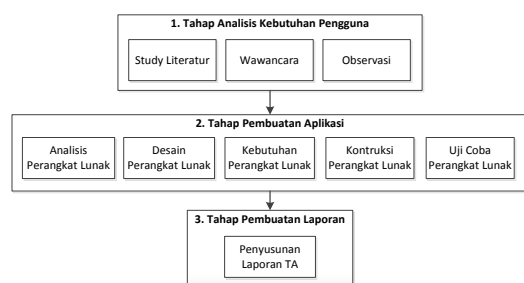 1. Tahap Analisis Kebutuhan Pengguna
Study Literatur
Wawancara
Observasi
2. Tahap Pembuatan Aplikasi
Analisis
Perangkat Lunak
Desain
Perangkat Lunak
Kebutuhan
Perangkat Lunak
Kontruksi
Perangkat Lunak
Uji Coba
Perangkat Lunak
3. Tahap Pembuatan Laporan
Penyusunan
Laporan TA